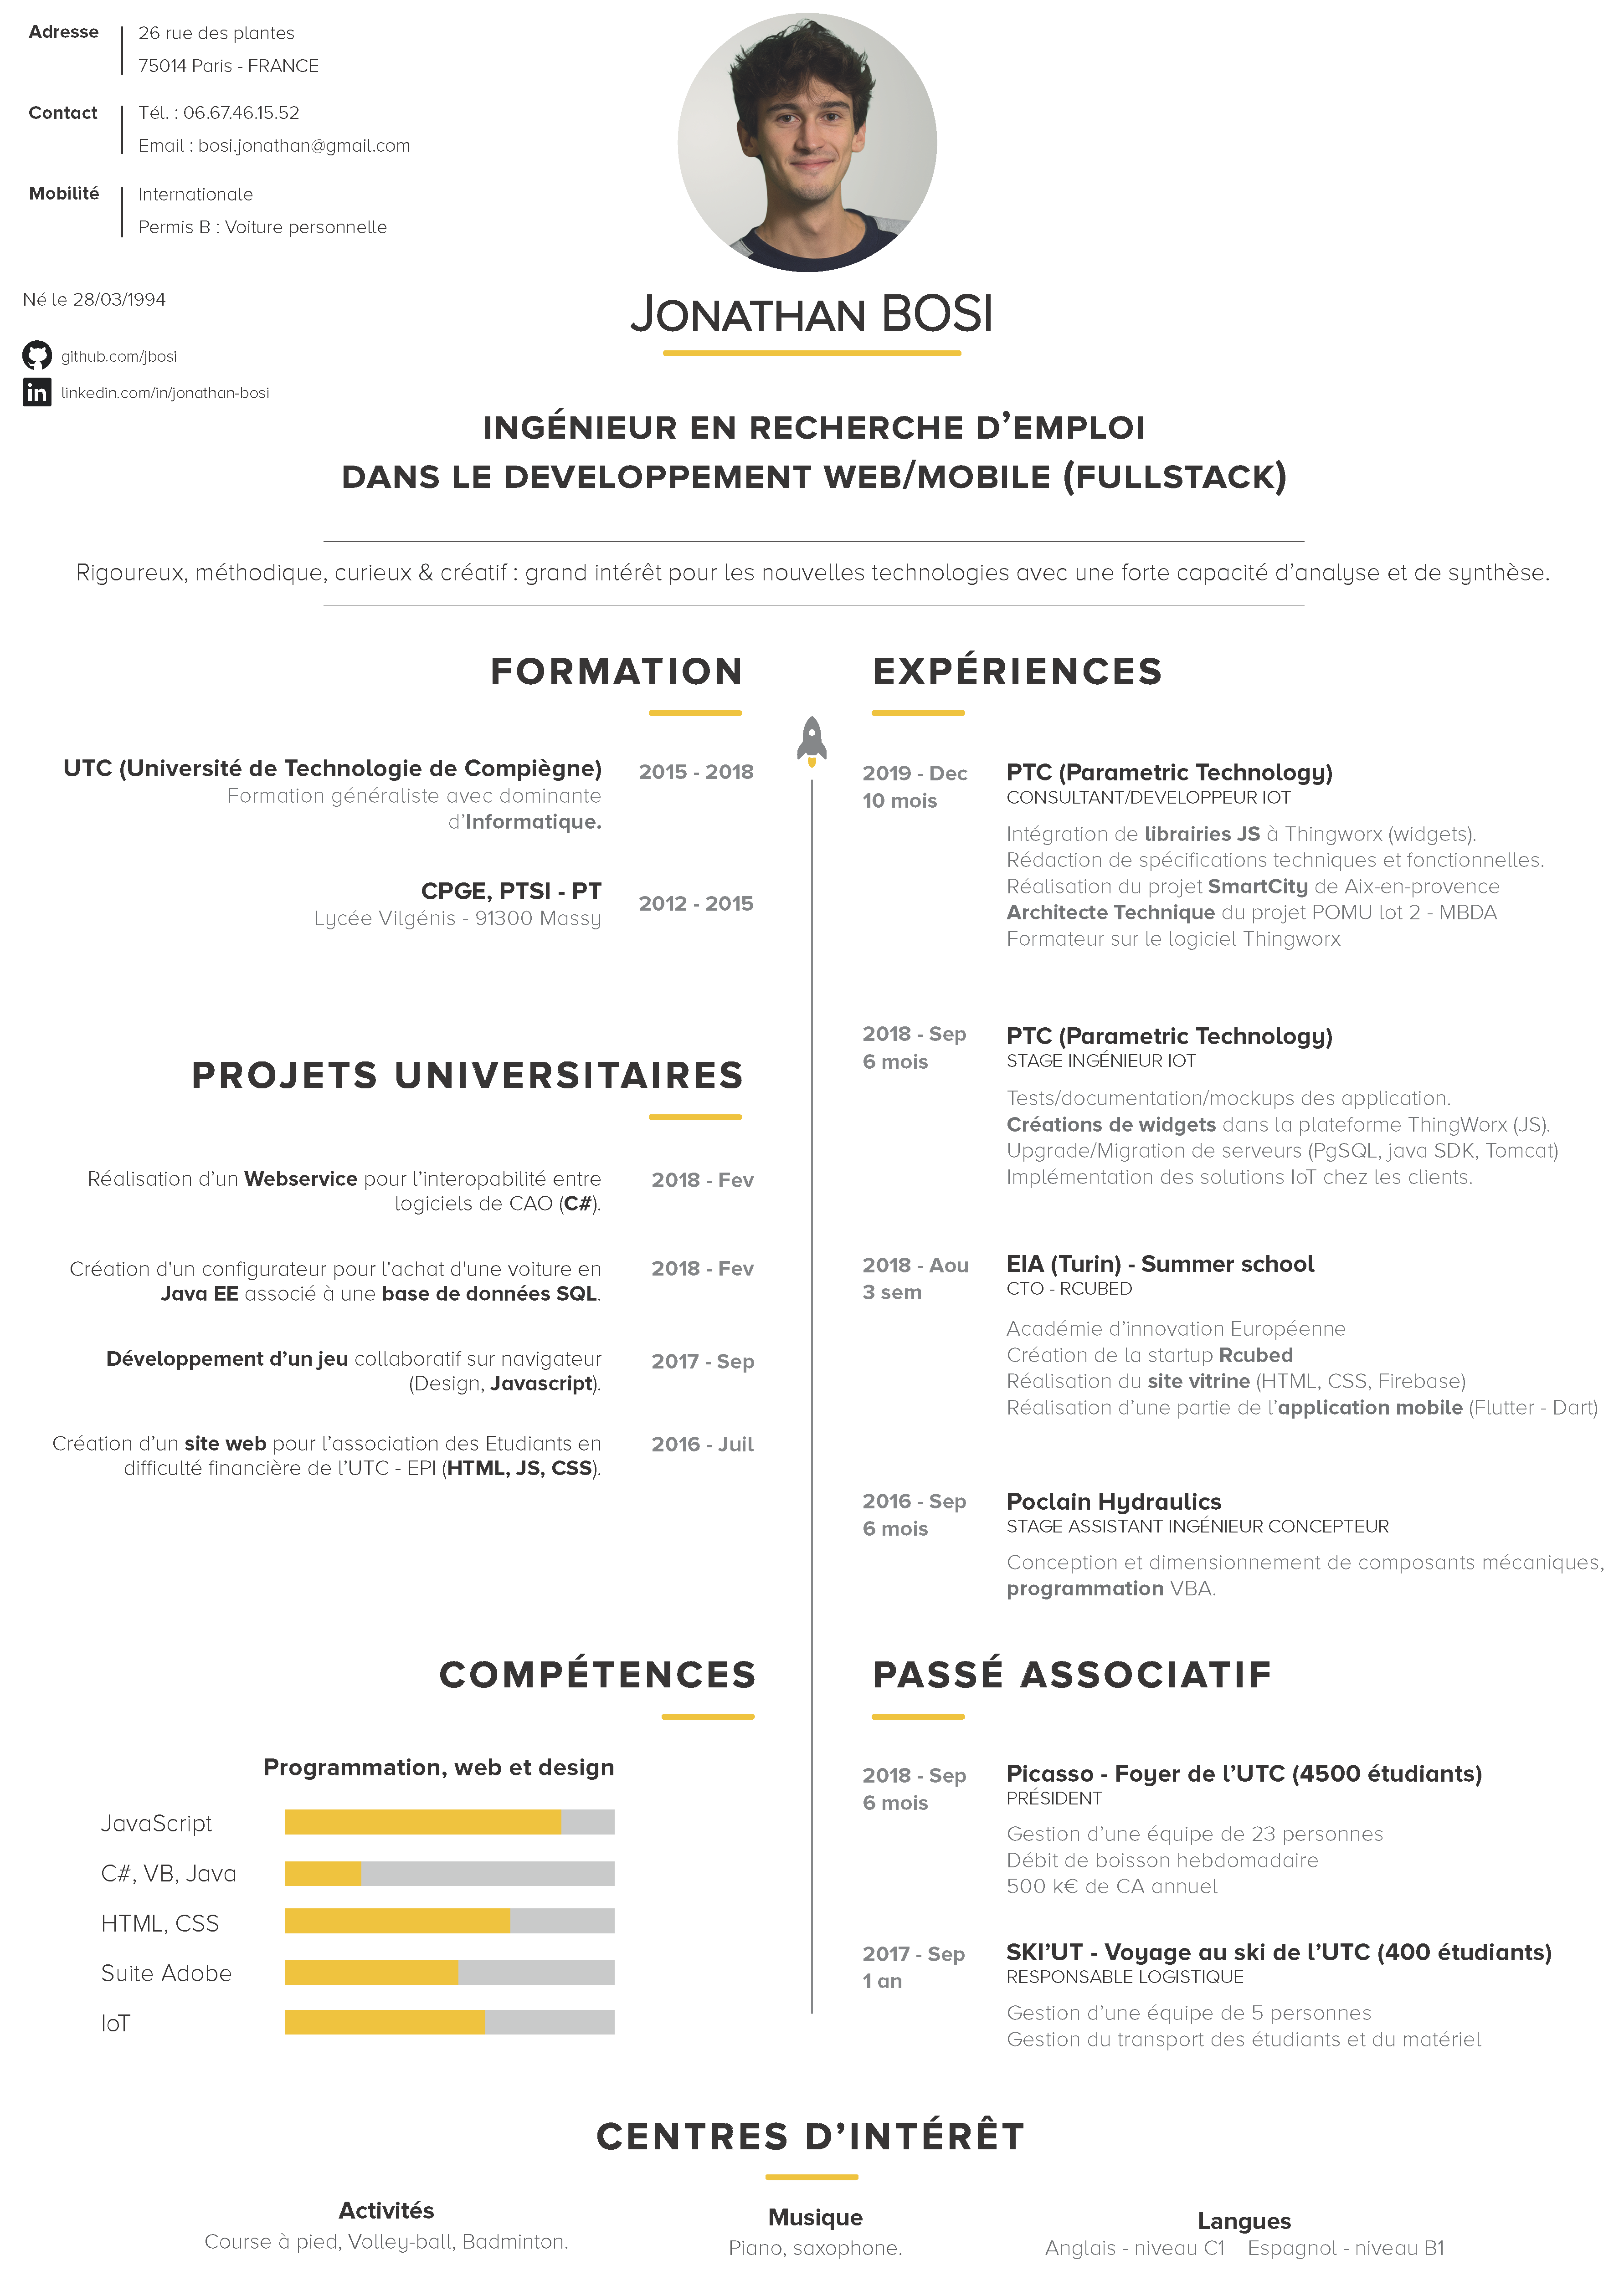 Adresse
26 rue des plantes
75014 Paris - FRANCE
Contact
Tél. : 06.67.46.15.52
Email : bosi.jonathan@gmail.com
Mobilité
Internationale
Permis B : Voiture personnelle
Né le 28/03/1994
github.com/jbosi
in linkedin.com/in/jonathan-bosi
JONATHAN BOSI
INGÉNIEUR EN RECHERCHE D'EMPLOI
DANS LE DEVELOPPEMENT WEB/MOBILE (FULLSTACK)
Rigoureux, méthodique, curieux & créatif : grand intérêt pour les nouvelles technologies avec une forte capacité d'analyse et de synthèse.
FORMATION
UTC (Université de Technologie de Compiègne) 2015 - 2018
Formation généraliste avec dominante
d'Informatique.
CPGE, PTSI - PT 2012 - 2015
Lycée Vilgénis - 91300 Massy
PROJETS UNIVERSITAIRES
Réalisation d'un Webservice pour l'interopabilité entre 2018 - Fev
logiciels de CAO (C#).
Création d'un configurateur pour l'achat d'une voiture en 2018 - Fev
Java EE associé à une base de données SQL.
Développement d'un jeu collaboratif sur navigateur 2017 - Sep
(Design, Javascript).
Création d'un site web pour l'association des Etudiants en 2016 - Juil
difficulté financière de l'UTC - EPI (HTML, JS, CSS).
COMPÉTENCES
Programmation, web et design
JavaScript
C#, VB, Java
HTML, CSS
Suite Adobe
IoT
EXPÉRIENCES
2019 - Dec PTC (Parametric Technology)
10 mois CONSULTANT/DEVELOPPEUR IOT
Intégration de librairies JS à Thingworx (widgets).
Rédaction de spécifications techniques et fonctionnelles.
Réalisation du projet SmartCity de Aix-en-provence
Architecte Technique du projet POMU lot 2 - MBDA
Formateur sur le logiciel Thingworx
2018 - Sep PTC (Parametric Technology)
6 mois STAGE INGÉNIEUR IOT
Tests/documentation/mockups des application.
Créations de widgets dans la plateforme ThingWorx (JS).
Upgrade/Migration de serveurs (PgSQL, java SDK, Tomcat)
Implémentation des solutions IoT chez les clients.
2018 - Aou EIA (Turin) - Summer school
3 sem CTO - RCUBED
Académie d'innovation Européenne
Création de la startup Rcubed
Réalisation du site vitrine (HTML, CSS, Firebase)
Réalisation d'une partie de l'application mobile (Flutter - Dart)
2016 - Sep Poclain Hydraulics
6 mois STAGE ASSISTANT INGÉNIEUR CONCEPTEUR
Conception et dimensionnement de composants mécaniques,
programmation VBA.
PASSÉ ASSOCIATIF
2018 - Sep Picasso - Foyer de l'UTC (4500 étudiants)
6 mois PRÉSIDENT
Gestion d'une équipe de 23 personnes
Débit de boisson hebdomadaire
500 k€ de CA annuel
2017 - Sep SKI'UT - Voyage au ski de l'UTC (400 étudiants)
1 an RESPONSABLE LOGISTIQUE
Gestion d'une équipe de 5 personnes
Gestion du transport des étudiants et du matériel
CENTRES D'INTÉRÊT
Activités
Course à pied, Volley-ball, Badminton.
Musique
Piano, saxophone.
Langues
Anglais - niveau C1 Espagnol - niveau B1